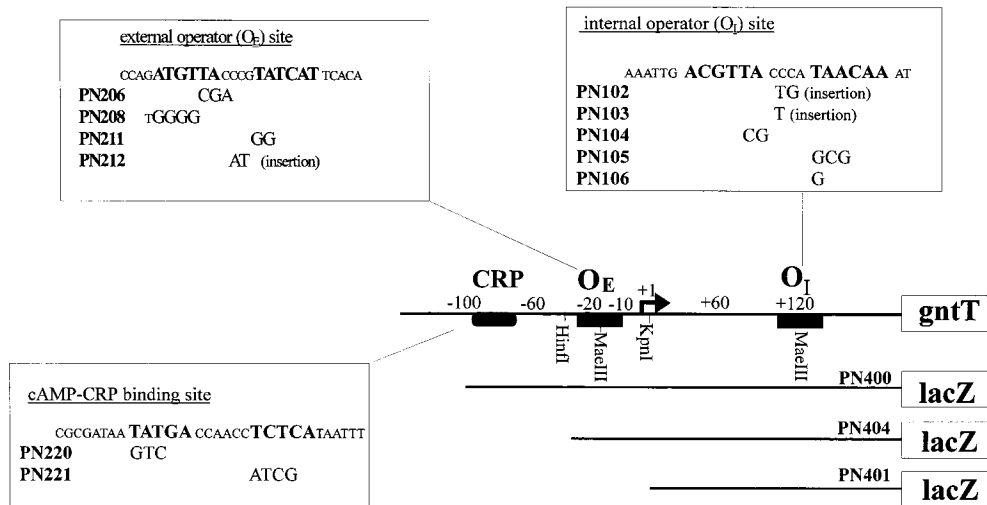 external operator (OE) site
CCAGATGTTA CCCGTATCAT TCACA
PN206 CGA
PN208 TGGGG
PN211 GG
PN212 AT (insertion)
internal operator (OI) site
AAATTG ACGTTA CCCA TAACAA AT
PN102 TG (insertion)
PN103 T (insertion)
PN104 CG
PN105 GCG
PN106 G
CRP OE OI
-100 -60 -20 -10 +1 +60 +120
gntT
HinfI MaeIII KpnI MaeIII
cAMP-CRP binding site
CGCGATAA TATGA CCAACC TCTCA TAATTT
PN220 GTC
PN221 ATCG
PN400 lacZ
PN404 lacZ
PN401 lacZ